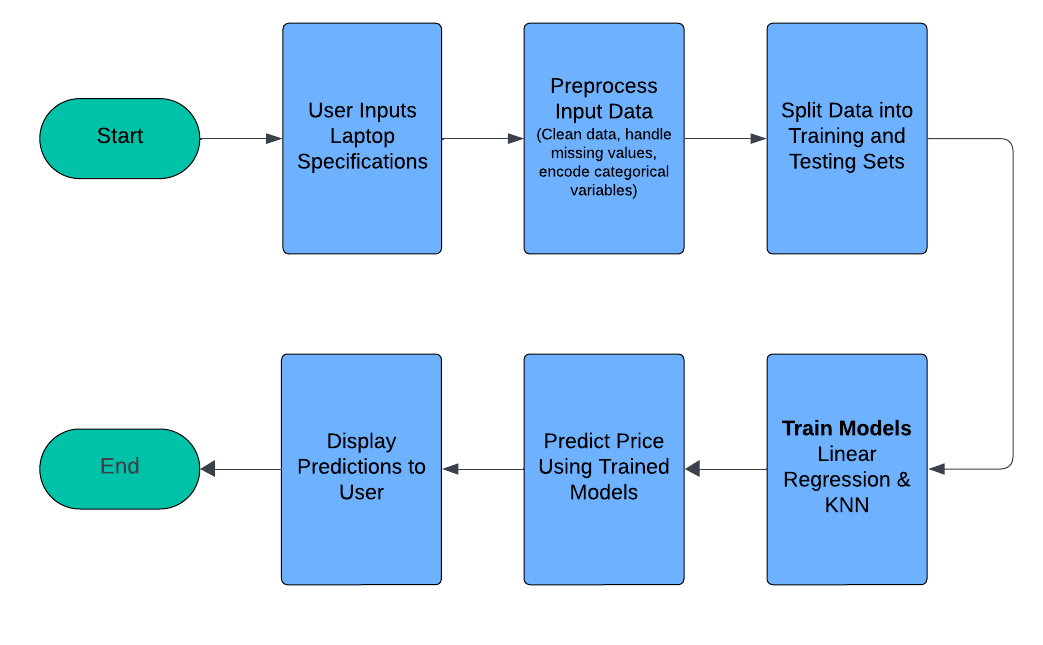 Start
User Inputs
Laptop
Specifications
Preprocess
Input Data
(Clean data, handle
missing values,
encode categorical
variables)
Split Data into
Training and
Testing Sets
Train Models
Linear
Regression &
KNN
Predict Price
Using Trained
Models
Display
Predictions to
User
End